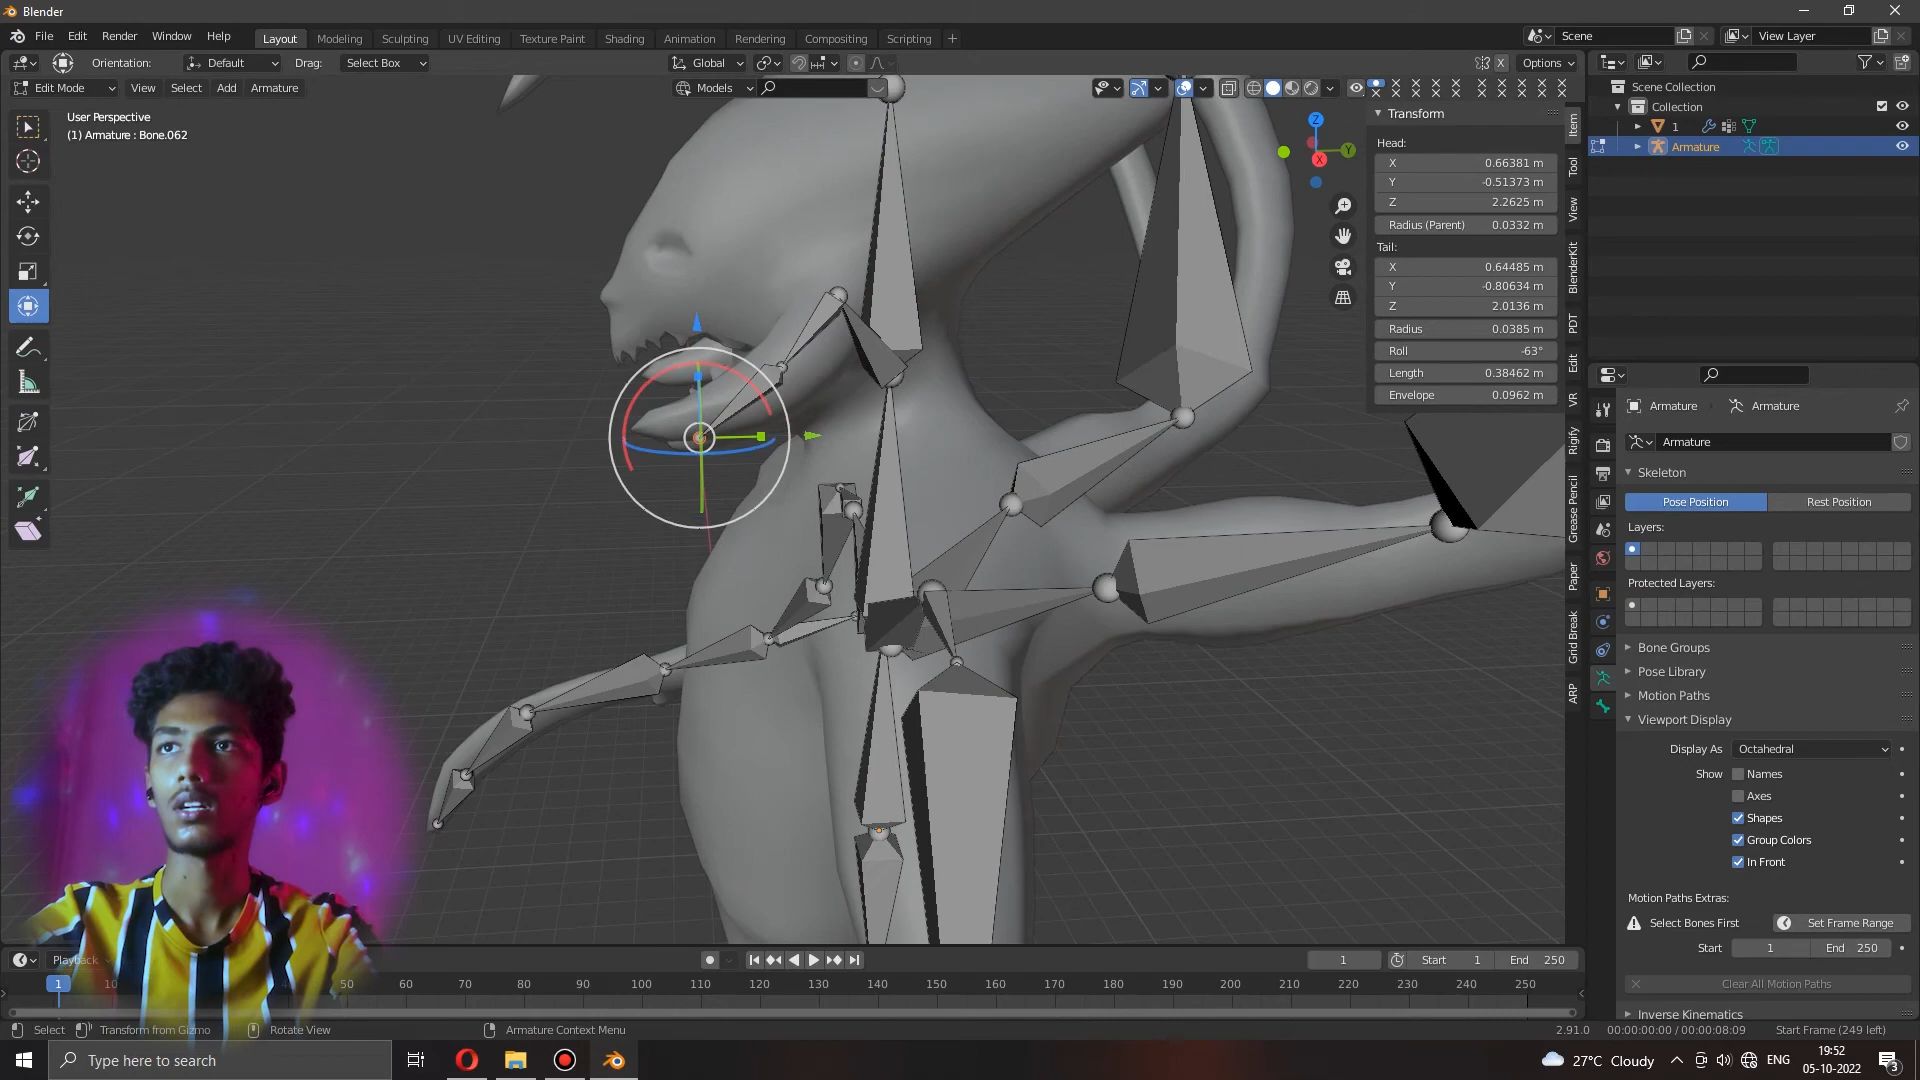 Blender
File Edit Render Window Help
Layout Modeling Sculpting UV Editing Texture Paint Shading Animation Rendering Compositing Scripting +
Scene
View Layer
Orientation: Default Drag: Select Box
Global
X Options
Edit Mode View Select Add Armature
Models
User Perspective
(1) Armature : Bone.062
Z
Y
X
Transform
Head:
X 0.66381 m
Y -0.51373 m
Z 2.2625 m
Radius (Parent) 0.0332 m
Tail:
X 0.64485 m
Y -0.80634 m
Z 2.0136 m
Radius 0.0385 m
Roll -63°
Length 0.38462 m
Envelope 0.0962 m
Item
Tool
View
BlenderKit
PDT
Edit
VR
Rigify
Grease Pencil
Paper
Grid Break
ARP
Scene Collection
Collection
1
Armature
Armature Armature
Armature
Skeleton
Pose Position Rest Position
Layers:
Protected Layers:
Bone Groups
Pose Library
Motion Paths
Viewport Display
Display As Octahedral
Show Names
Axes
Shapes
Group Colors
In Front
Motion Paths Extras:
Select Bones First Set Frame Range
Start 1 End 250
Clear All Motion Paths
Inverse Kinematics
Playback
1 Start 1 End 250
1 10 50 60 70 80 90 100 110 120 130 140 150 160 170 180 190 200 210 220 230 240 250
Select Transform from Gizmo Rotate View Armature Context Menu
2.91.0 00:00:00:00 / 00:00:08:09 Start Frame (249 left)
Type here to search
27°C Cloudy ENG
19:52
05-10-2022
3